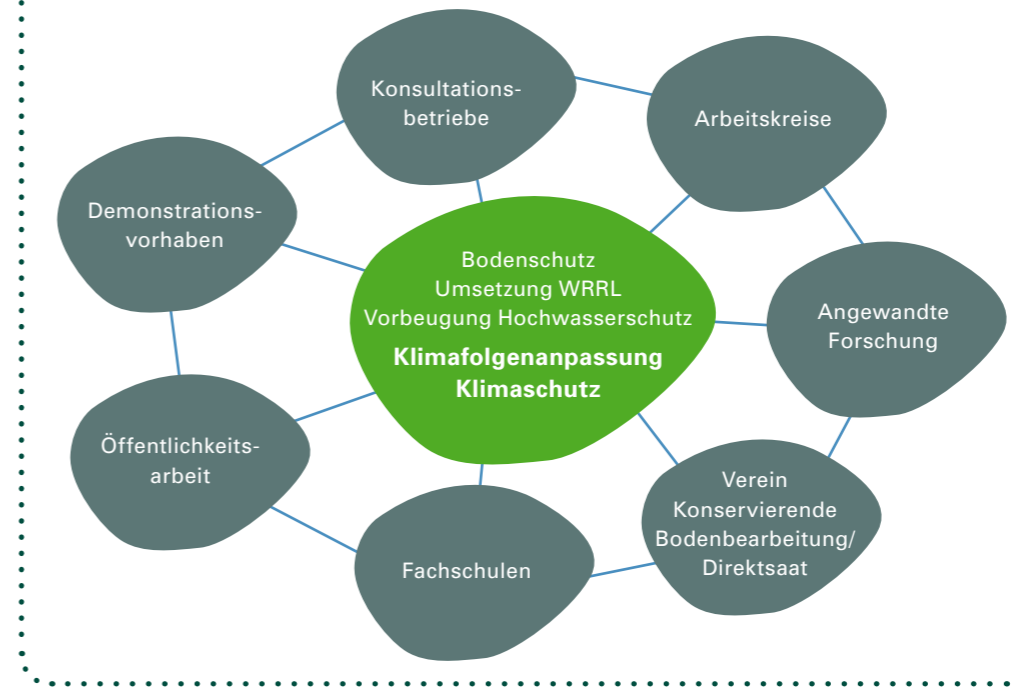 Konsultations-
betriebe
Arbeitskreise
Demonstrations-
vorhaben
Bodenschutz
Umsetzung WRRL
Vorbeugung Hochwasserschutz
Klimafolgenanpassung
Klimaschutz
Angewandte
Forschung
Öffentlichkeits-
arbeit
Verein
Konservierende
Bodenbearbeitung/
Direktsaat
Fachschulen